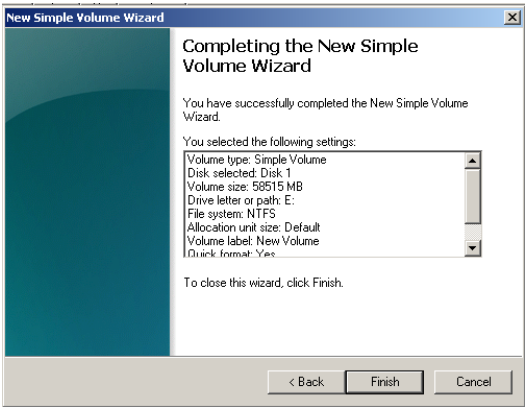 New Simple Volume Wizard
Completing the New Simple
Volume Wizard
You have successfully completed the New Simple Volume
Wizard.
You selected the following settings:
Volume type: Simple Volume
Disk selected: Disk 1
Volume size: 58515 MB
Drive letter or path: E:
File system: NTFS
Allocation unit size: Default
Volume label: New Volume
Quick format: Yes
To close this wizard, click Finish.
< Back
Finish
Cancel